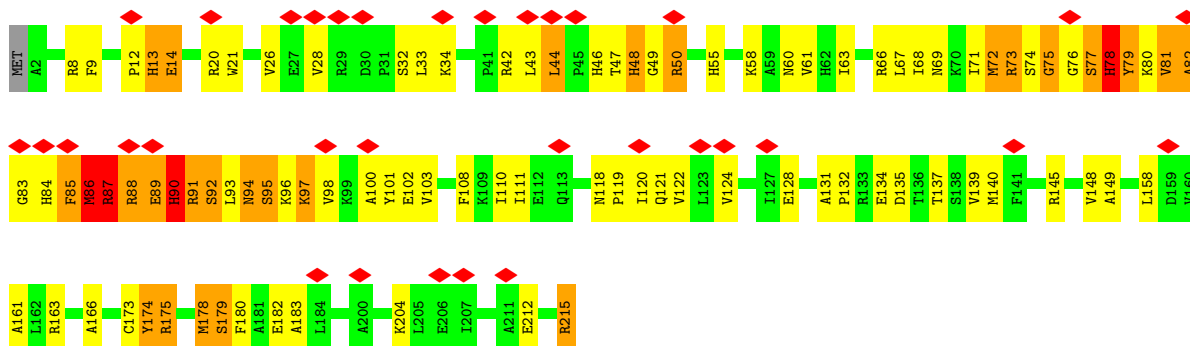 MET A2 R8 F9 P12 H13 E14 R20 W21 V26 E27 V28 R29 D30 P31 S32 L33 K34 P41 R42 L43 L44 P45 H46 T47 H48 G49 R50 H55 K58 A59 N60 V61 H62 I63 R66 L67 I68 N69 K70 I71 M72 R73 S74 G75 G76 S77 H78 Y79 K80 V81 A82
G83 H84 F85 M86 R87 R88 E89 H90 R91 S92 L93 N94 S95 K96 K97 V98 K99 A100 Y101 E102 V103 F108 K109 I110 I111 E112 Q113 N118 P119 I120 Q121 V122 L123 V124 I127 E128 A131 P132 R133 E134 D135 T136 T137 S138 V139 M140 F141 R145 V148 A149 L158 D159 V160
A161 L162 R163 A166 C173 Y174 R175 M178 S179 F180 A181 E182 A183 L184 A200 K204 L205 E206 I207 A211 E212 R215